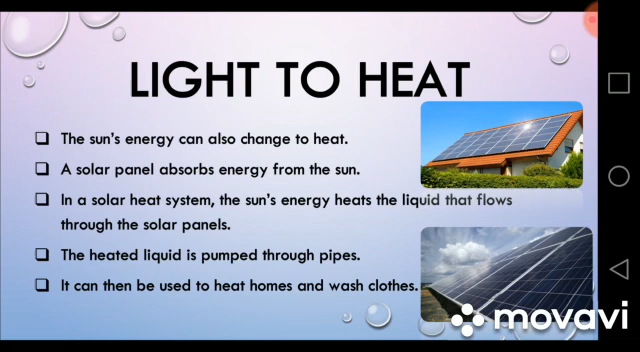 LIGHT TO HEAT
The sun's energy can also change to heat.
A solar panel absorbs energy from the sun.
In a solar heat system, the sun's energy heats the liquid that flows
through the solar panels.
The heated liquid is pumped through pipes.
It can then be used to heat homes and wash clothes.
movavi